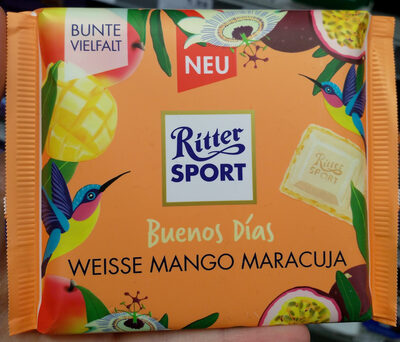 BUNTE
VIELFALT
NEU
Ritter
SPORT
Ritter
SPORT
Buenos Días
WEISSE MANGO MARACUJA